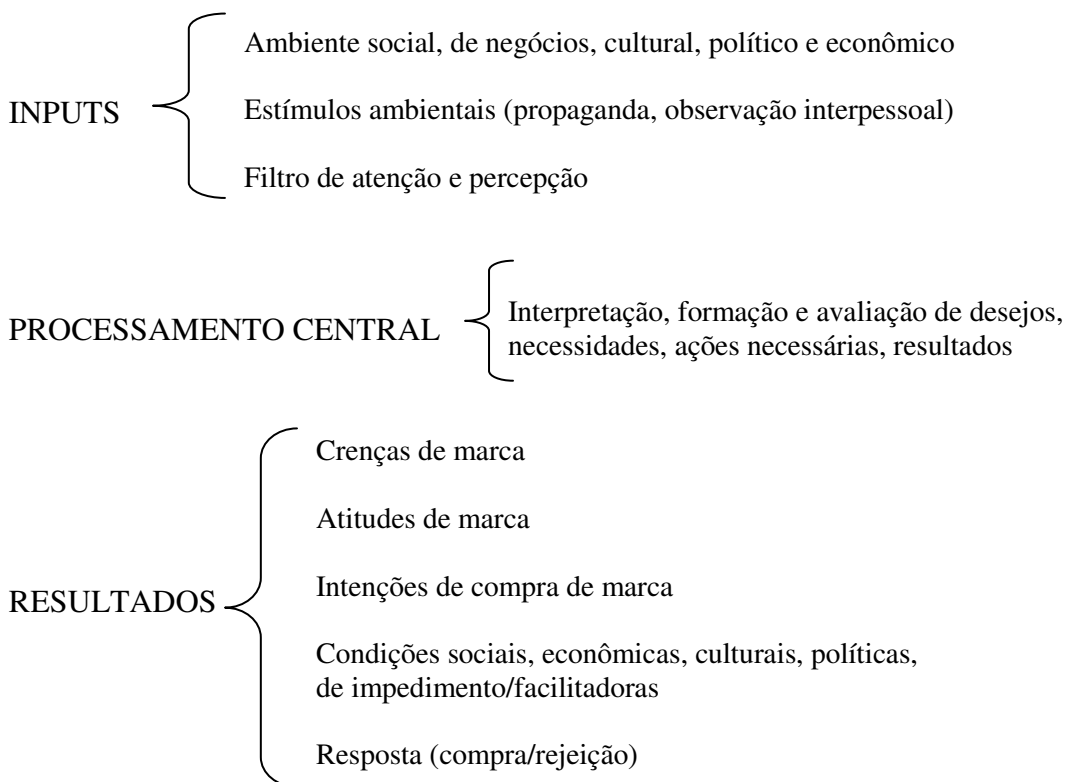 INPUTS
Ambiente social, de negócios, cultural, político e econômico
Estímulos ambientais (propaganda, observação interpessoal)
Filtro de atenção e percepção
PROCESSAMENTO CENTRAL
Interpretação, formação e avaliação de desejos,
necessidades, ações necessárias, resultados
RESULTADOS
Crenças de marca
Atitudes de marca
Intenções de compra de marca
Condições sociais, econômicas, culturais, políticas,
de impedimento/facilitadoras
Resposta (compra/rejeição)